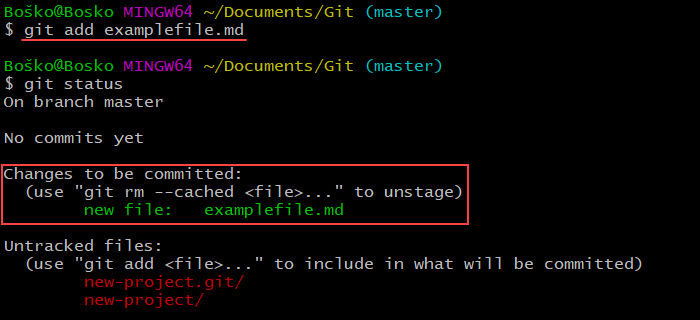 Boško@Bosko MINGW64 ~/Documents/Git (master)
$ git add examplefile.md
Boško@Bosko MINGW64 ~/Documents/Git (master)
$ git status
On branch master
No commits yet
Changes to be committed:
(use "git rm --cached <file>..." to unstage)
new file: examplefile.md
Untracked files:
(use "git add <file>..." to include in what will be committed)
new-project.git/
new-project/